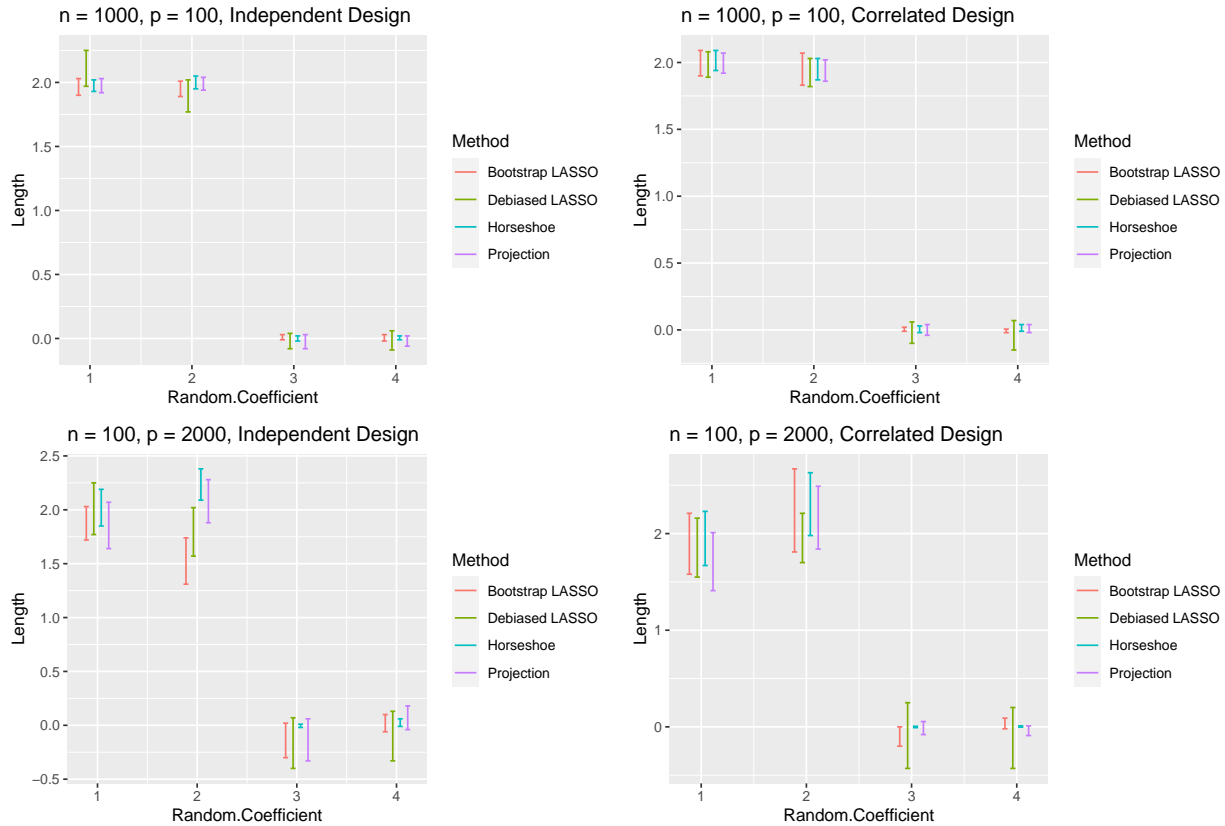 n = 1000, p = 100, Independent Design
Length
2.0
1.5
1.0
0.5
0.0
1 2 3 4
Random.Coefficient
Method
Bootstrap LASSO
Debiased LASSO
Horseshoe
Projection
n = 1000, p = 100, Correlated Design
Length
2.0
1.5
1.0
0.5
0.0
1 2 3 4
Random.Coefficient
Method
Bootstrap LASSO
Debiased LASSO
Horseshoe
Projection
n = 100, p = 2000, Independent Design
Length
2.5
2.0
1.5
1.0
0.5
0.0
−0.5
1 2 3 4
Random.Coefficient
Method
Bootstrap LASSO
Debiased LASSO
Horseshoe
Projection
n = 100, p = 2000, Correlated Design
Length
2
1
0
1 2 3 4
Random.Coefficient
Method
Bootstrap LASSO
Debiased LASSO
Horseshoe
Projection